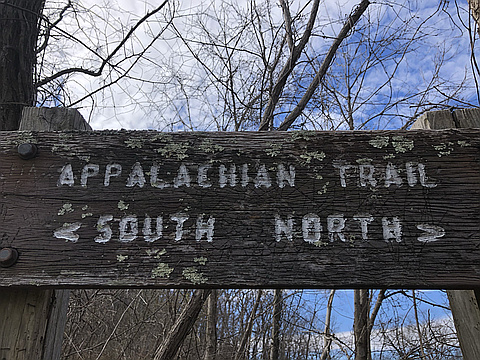 APPALACHIAN TRAIL
< SOUTH NORTH >